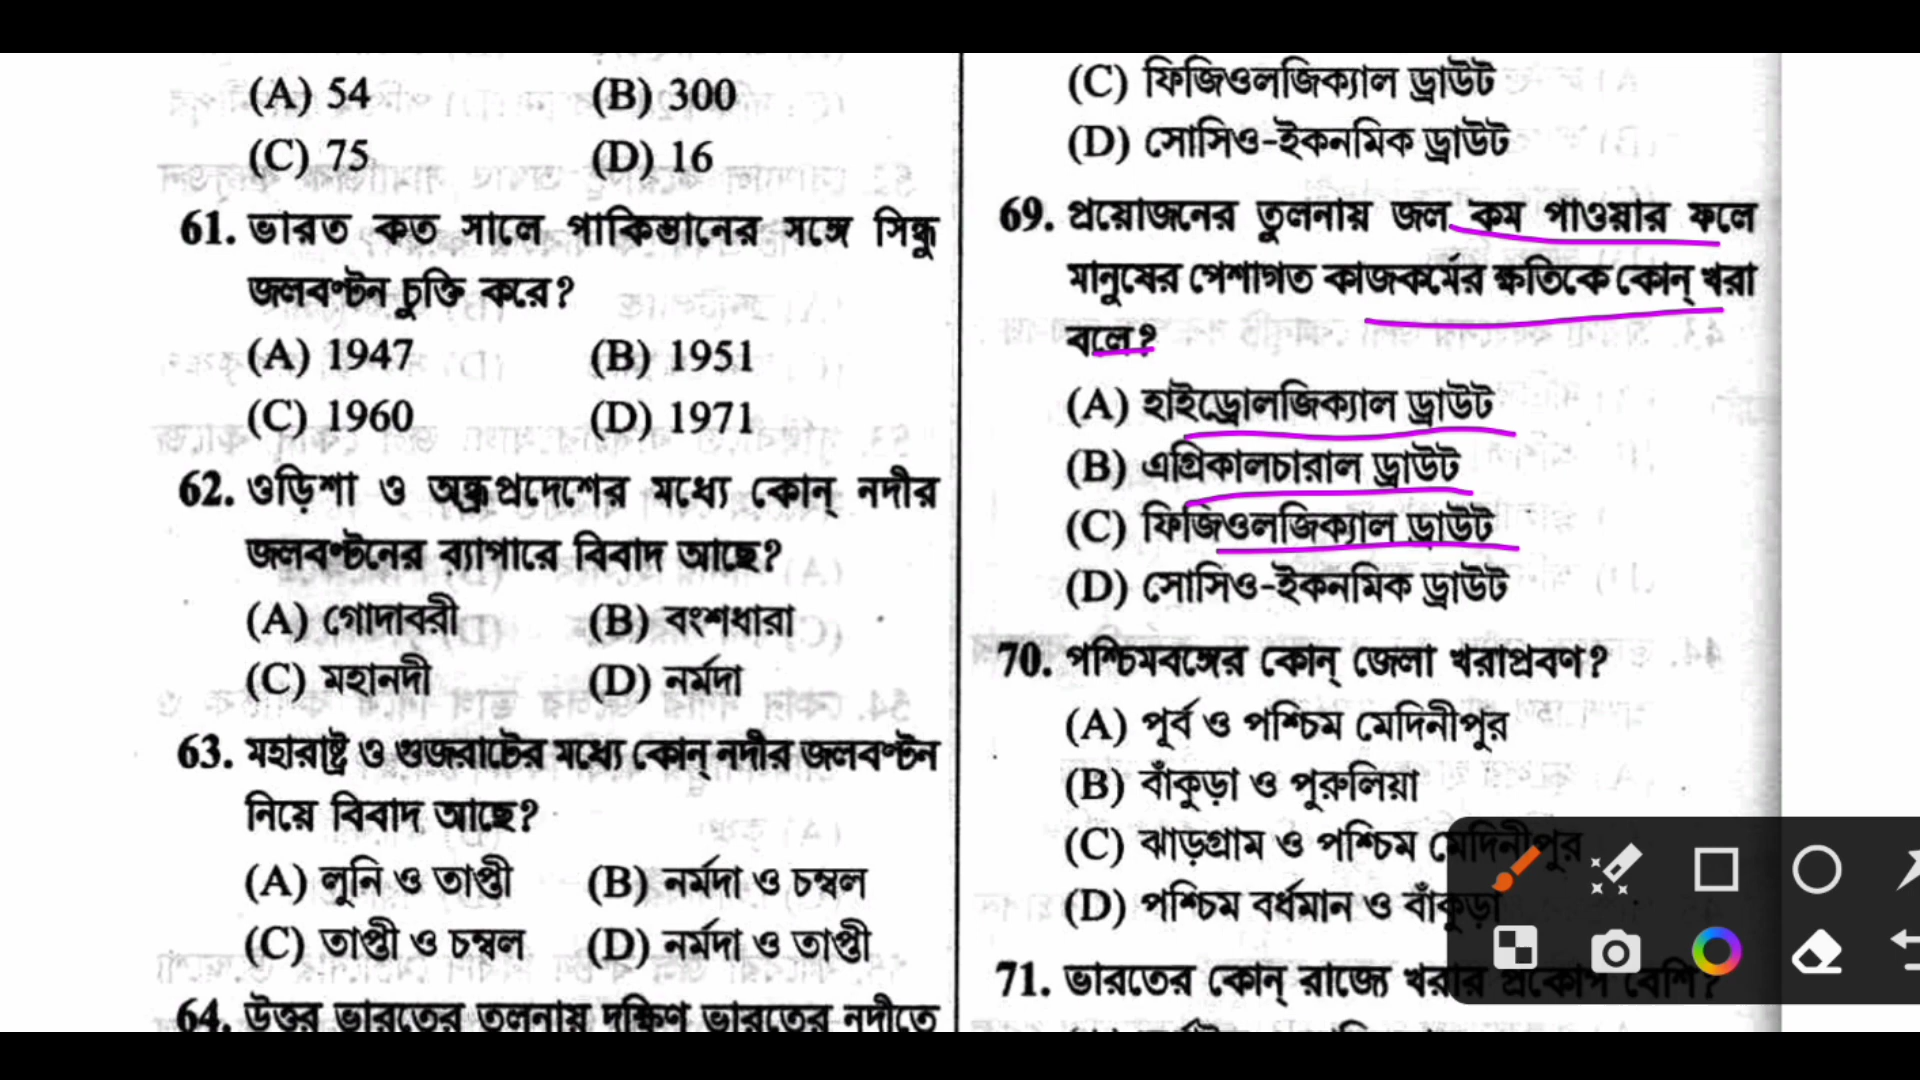 (A) 54 (B) 300
(C) 75 (D) 16
61. ভারত কত সালে পাকিস্তানের সঙ্গে সিন্ধু
জলবণ্টন চুক্তি করে?
(A) 1947 (B) 1951
(C) 1960 (D) 1971
62. ওড়িশা ও অন্ধ্রপ্রদেশের মধ্যে কোন্ নদীর
জলবণ্টনের ব্যাপারে বিবাদ আছে?
(A) গোদাবরী (B) বংশধারা
(C) মহানদী (D) নর্মদা
63. মহারাষ্ট্র ও গুজরাটের মধ্যে কোন্ নদীর জলবণ্টন
নিয়ে বিবাদ আছে?
(A) লুনি ও তাপ্তী (B) নর্মদা ও চম্বল
(C) তাপ্তী ও চম্বল (D) নর্মদা ও তাপ্তী
64. উত্তর ভারতের তুলনায় দক্ষিণ ভারতের নদীতে
(C) ফিজিওলজিক্যাল ড্রাউট
(D) সোসিও-ইকনমিক ড্রাউট
69. প্রয়োজনের তুলনায় জল কম পাওয়ার ফলে
মানুষের পেশাগত কাজকর্মের ক্ষতিকে কোন্ খরা
বলে?
(A) হাইড্রোলজিক্যাল ড্রাউট
(B) এগ্রিকালচারাল ড্রাউট
(C) ফিজিওলজিক্যাল ড্রাউট
(D) সোসিও-ইকনমিক ড্রাউট
70. পশ্চিমবঙ্গের কোন্ জেলা খরাপ্রবণ?
(A) পূর্ব ও পশ্চিম মেদিনীপুর
(B) বাঁকুড়া ও পুরুলিয়া
(C) ঝাড়গ্রাম ও পশ্চিম মেদিনীপুর
(D) পশ্চিম বর্ধমান ও বাঁকুড়া
71. ভারতের কোন্ রাজ্যে খরার প্রকোপ বেশি?